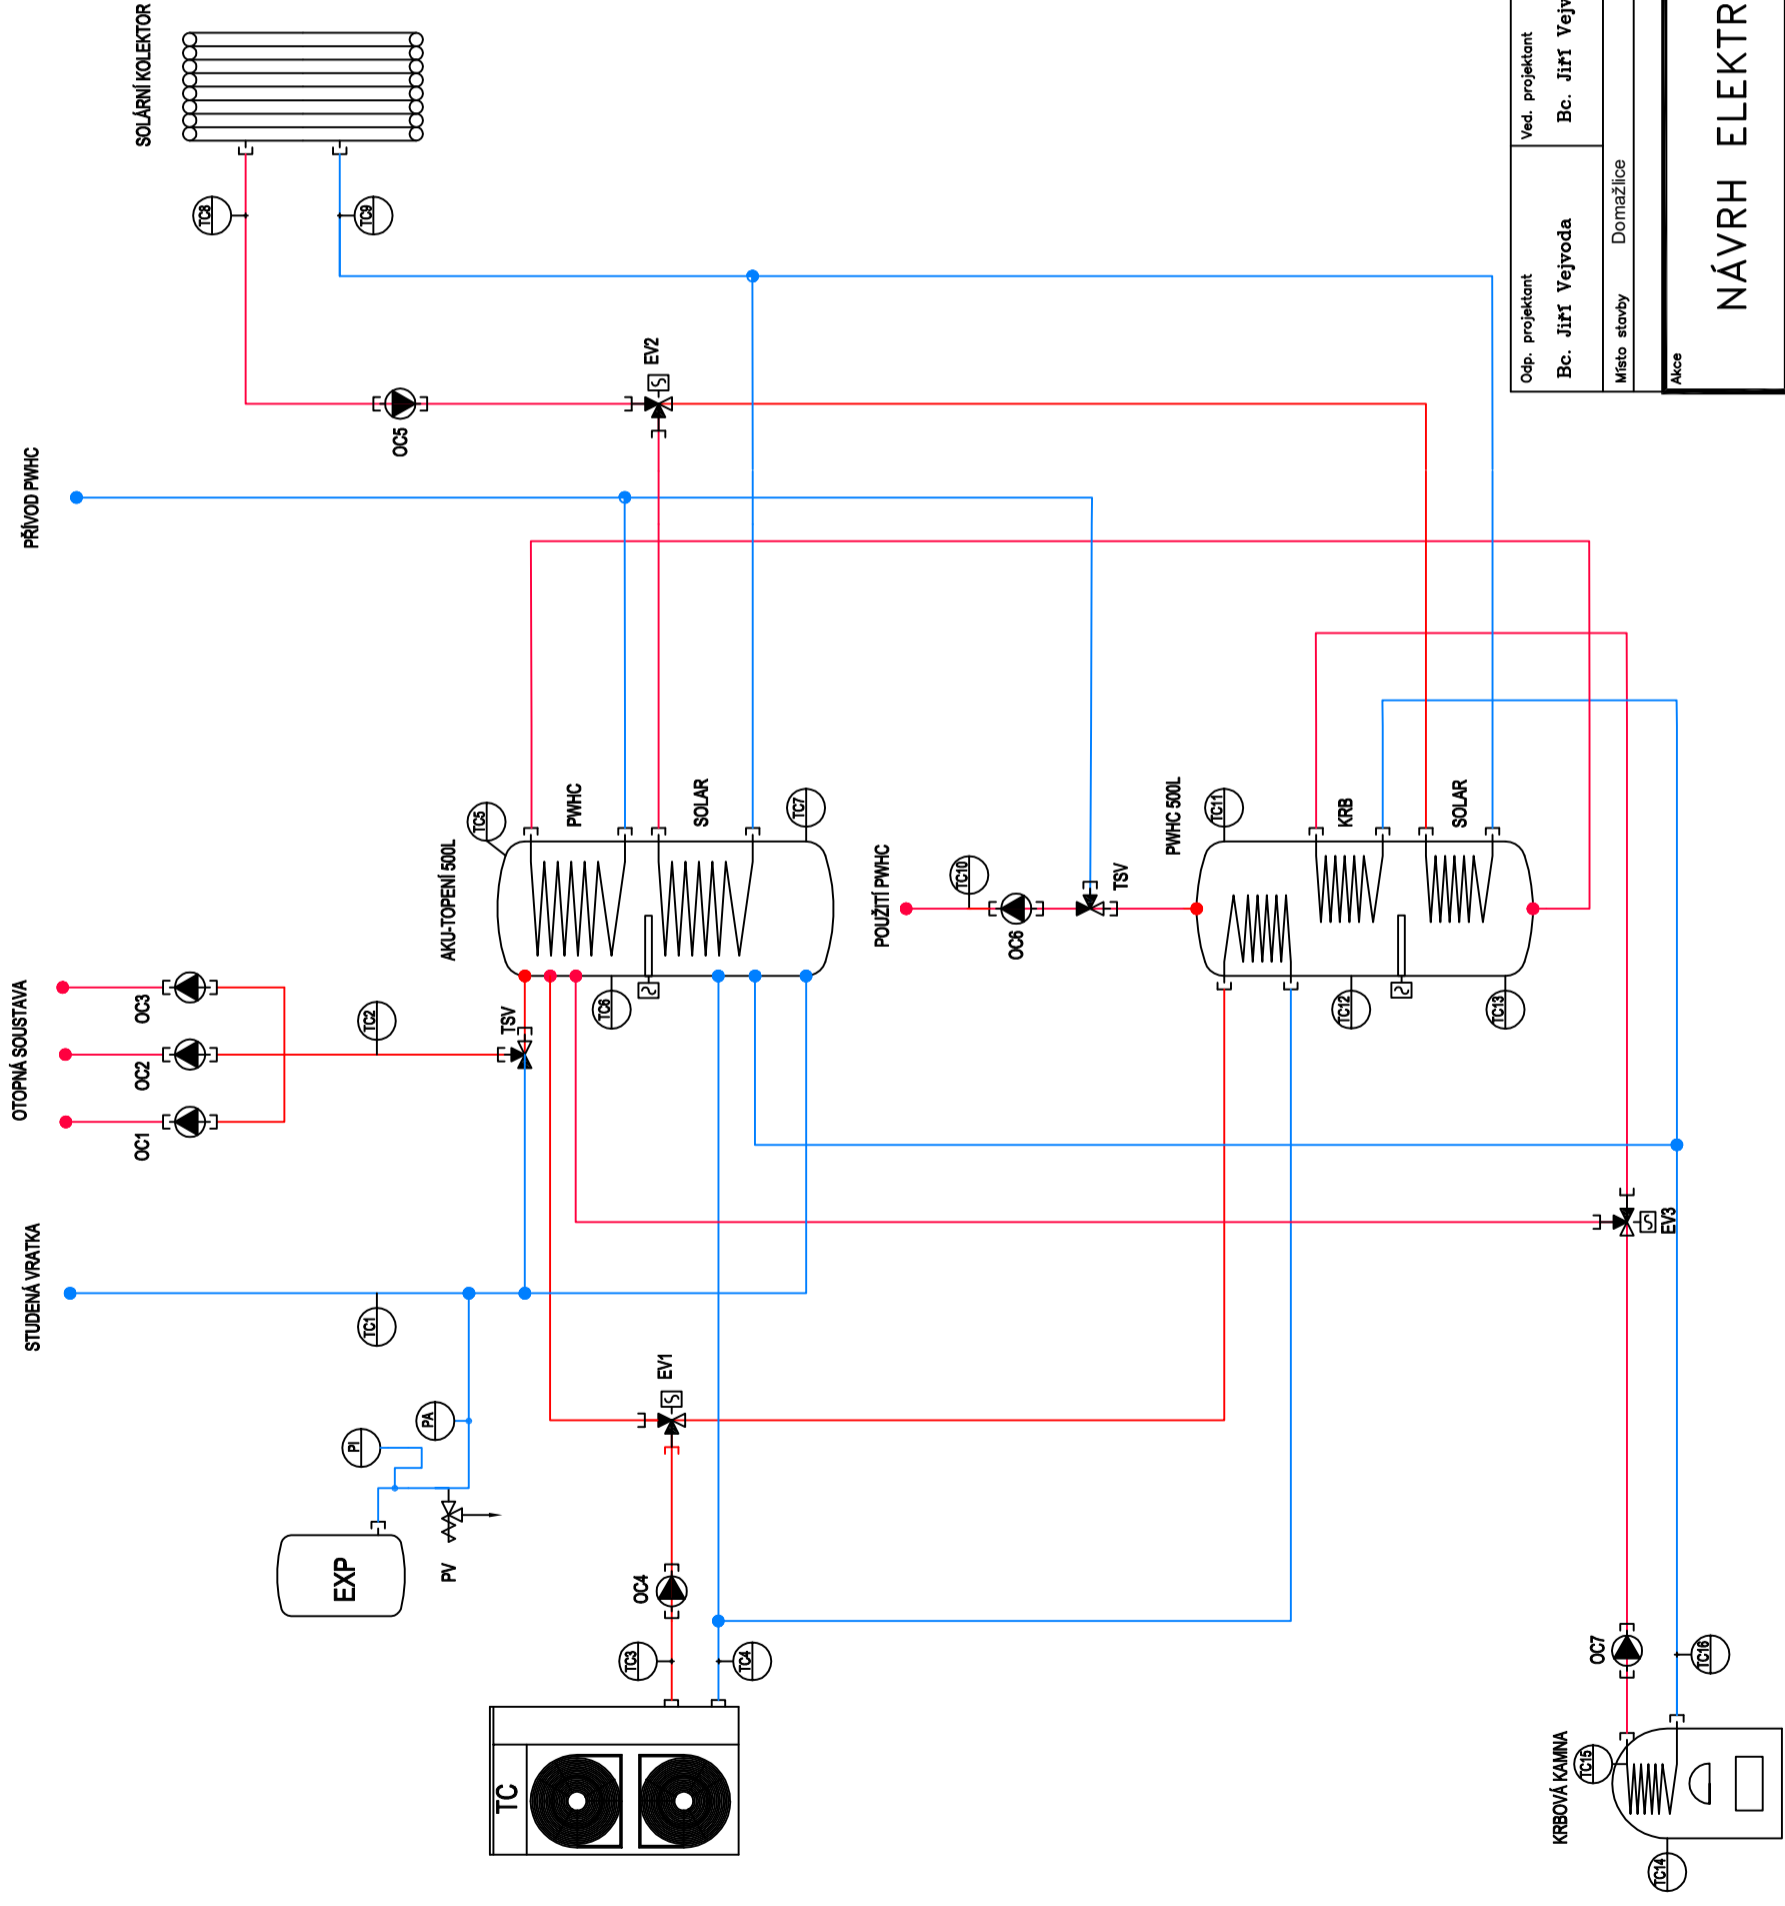 STUDENÁ VRATKA
OTOPNÁ SOUSTAVA
PŘÍVOD PWHC
SOLÁRNÍ KOLEKTOR
OC1
OC2
OC3
TC8
TC9
OC5
EV2
TC1
TC2
TSV
PI
PA
EXP
PV
AKU-TOPENÍ 500L
TC5
PWHC
SOLAR
TC7
TC6
EV1
OC4
TC3
TC4
TC
POUŽITÍ PWHC
TC10
OC6
TSV
PWHC 500L
TC11
KRB
SOLAR
TC12
TC13
EV3
OC7
TC16
KRBOVÁ KAMNA
TC15
TC14
Odp. projektant
Ved. projektant
Bc. Jiří Vejvoda
Bc. Jiří Vejv
Místo stavby
Domažlice
Akce
NÁVRH ELEKTR